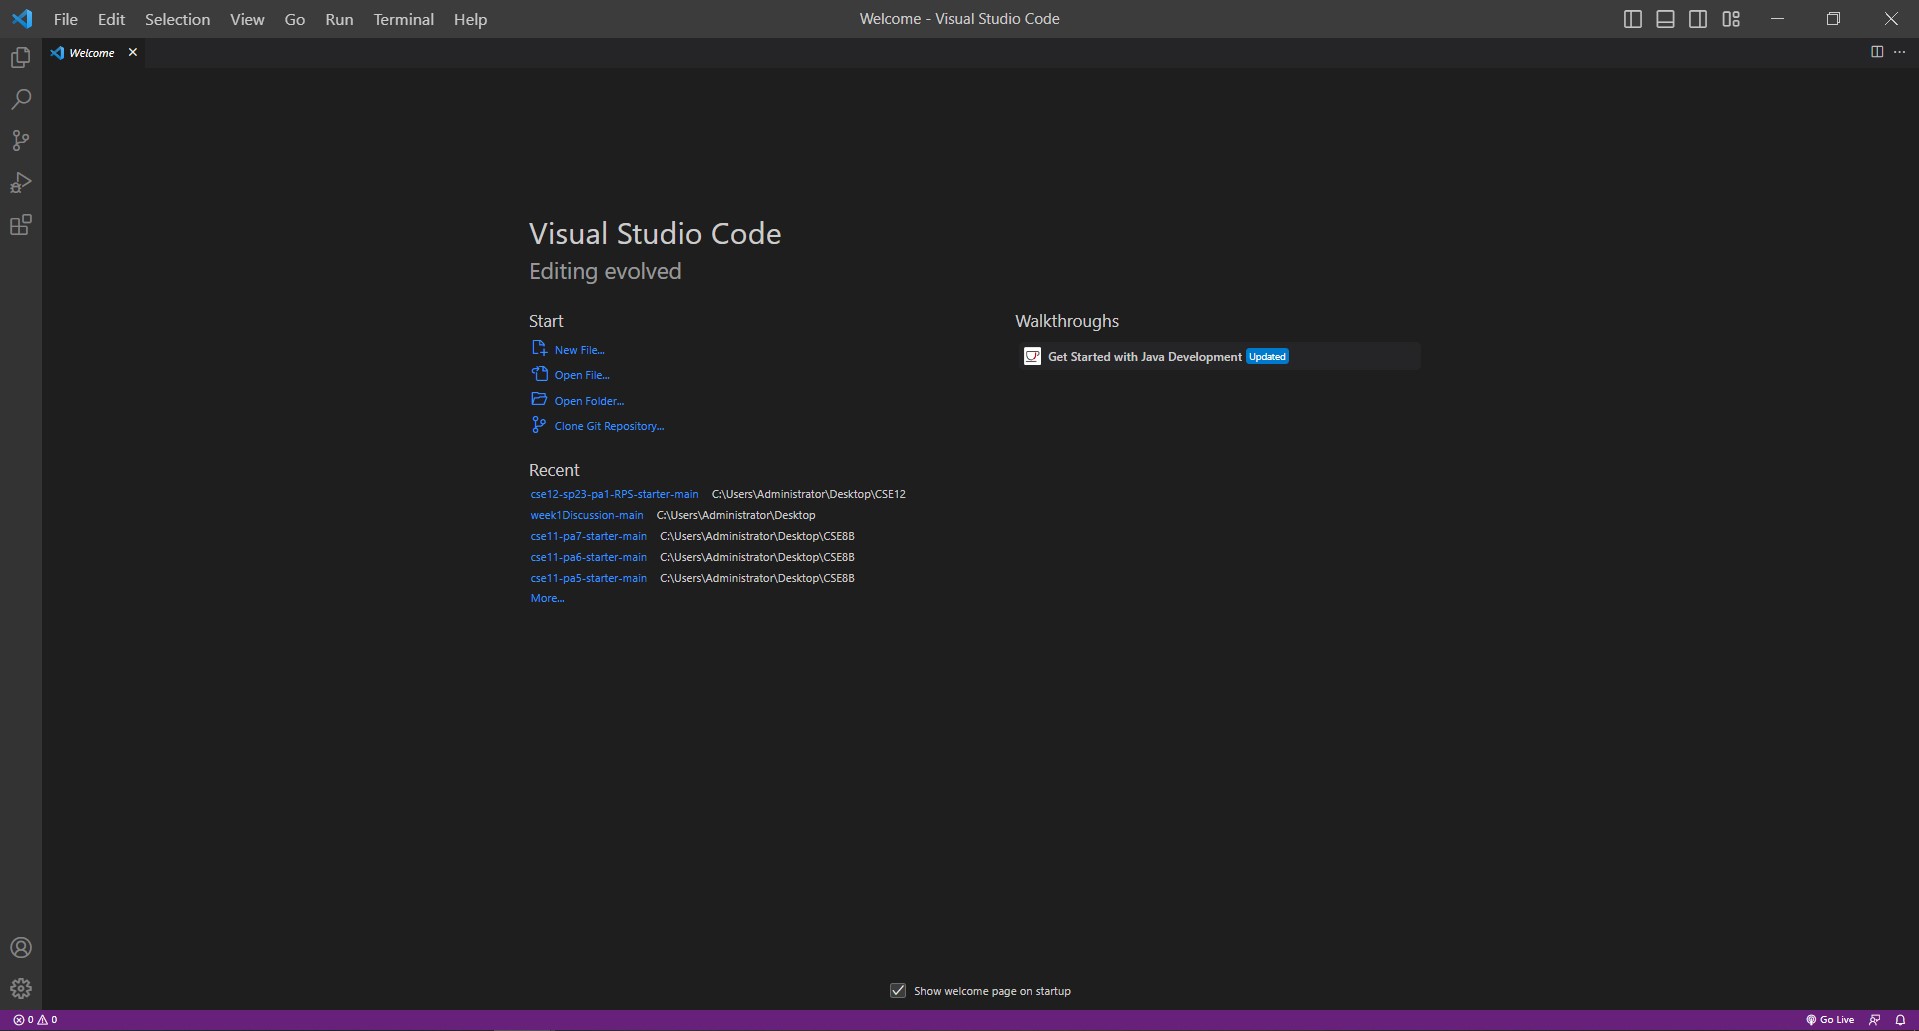 File Edit Selection View Go Run Terminal Help Welcome - Visual Studio Code
Welcome
Visual Studio Code
Editing evolved
Start
New File...
Open File...
Open Folder...
Clone Git Repository...
Recent
cse12-sp23-pa1-RPS-starter-main C:\Users\Administrator\Desktop\CSE12
week1Discussion-main C:\Users\Administrator\Desktop
cse11-pa7-starter-main C:\Users\Administrator\Desktop\CSE8B
cse11-pa6-starter-main C:\Users\Administrator\Desktop\CSE8B
cse11-pa5-starter-main C:\Users\Administrator\Desktop\CSE8B
More...
Walkthroughs
Get Started with Java Development Updated
Show welcome page on startup
0 0 Go Live